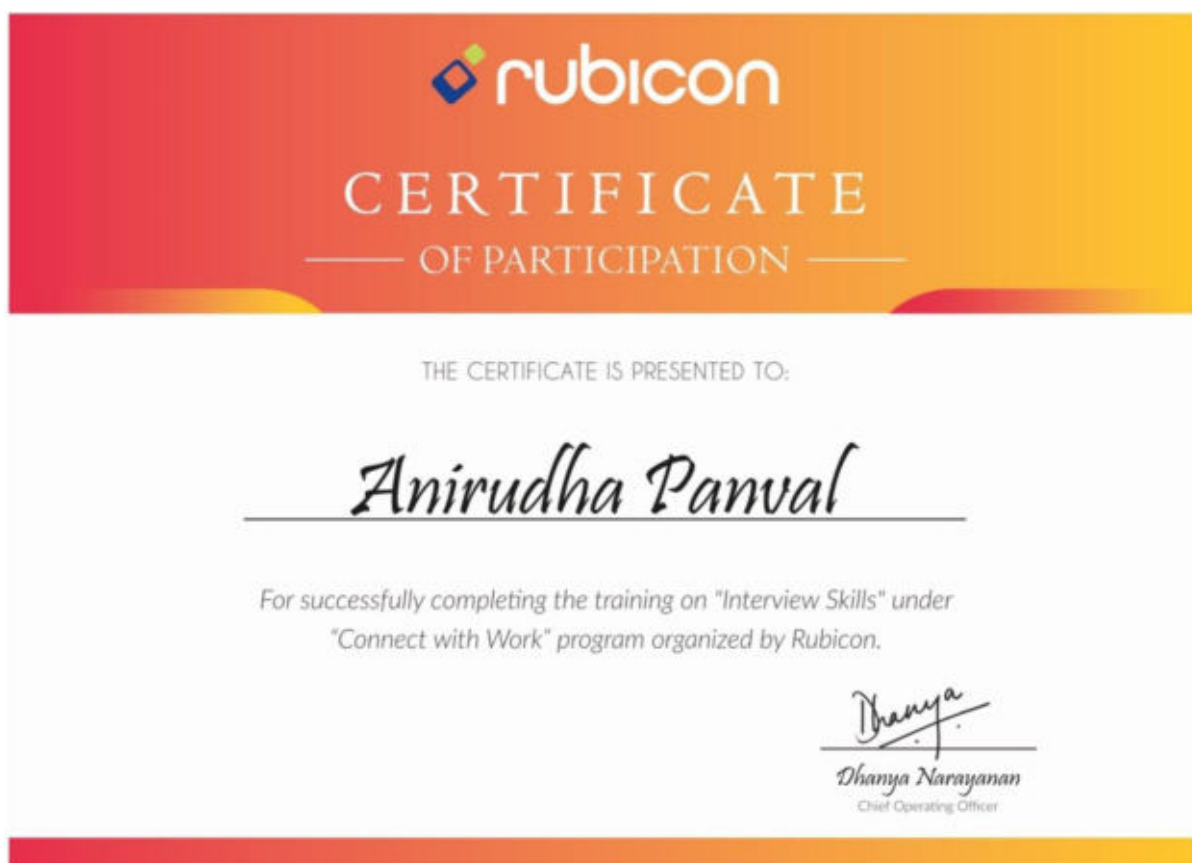 rubicon
CERTIFICATE
OF PARTICIPATION
THE CERTIFICATE IS PRESENTED TO:
Anirudha Panval
For successfully completing the training on "Interview Skills" under
"Connect with Work" program organized by Rubicon.
Dhanya
Dhanya Narayanan
Chief Operating Officer